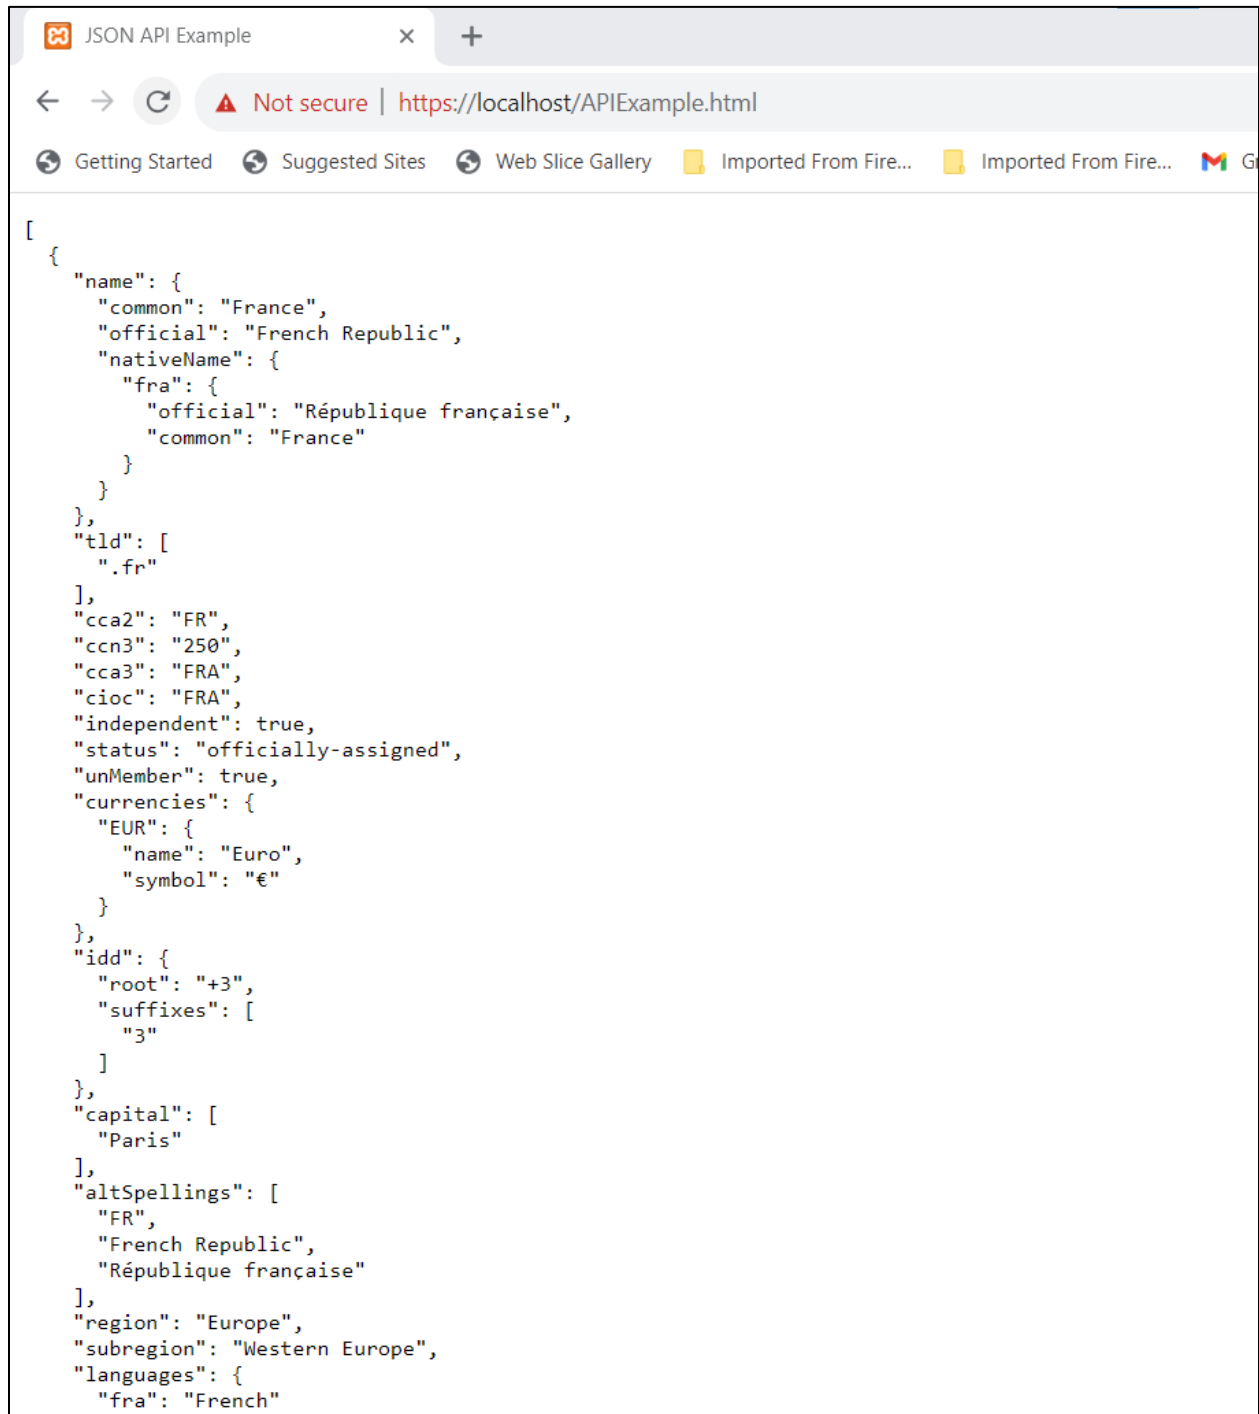 JSON API Example
Not secure | https://localhost/APIExample.html
Getting Started Suggested Sites Web Slice Gallery Imported From Fire... Imported From Fire...
[
  {
    "name": {
      "common": "France",
      "official": "French Republic",
      "nativeName": {
        "fra": {
          "official": "République française",
          "common": "France"
        }
      }
    },
    "tld": [
      ".fr"
    ],
    "cca2": "FR",
    "ccn3": "250",
    "cca3": "FRA",
    "cioc": "FRA",
    "independent": true,
    "status": "officially-assigned",
    "unMember": true,
    "currencies": {
      "EUR": {
        "name": "Euro",
        "symbol": "€"
      }
    },
    "idd": {
      "root": "+3",
      "suffixes": [
        "3"
      ]
    },
    "capital": [
      "Paris"
    ],
    "altSpellings": [
      "FR",
      "French Republic",
      "République française"
    ],
    "region": "Europe",
    "subregion": "Western Europe",
    "languages": {
      "fra": "French"